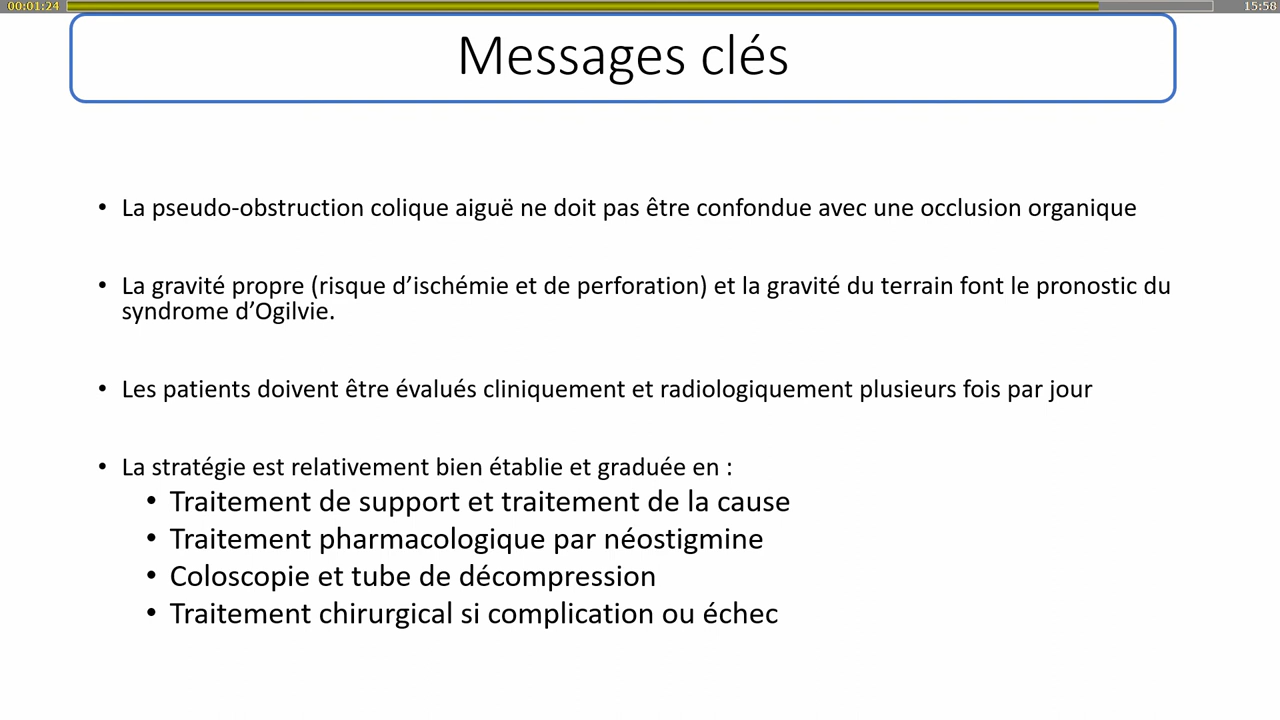 00:01:24
15:58
Messages clés
• La pseudo-obstruction colique aiguë ne doit pas être confondue avec une occlusion organique
• La gravité propre (risque d’ischémie et de perforation) et la gravité du terrain font le pronostic du
syndrome d’Ogilvie.
• Les patients doivent être évalués cliniquement et radiologiquement plusieurs fois par jour
• La stratégie est relativement bien établie et graduée en :
• Traitement de support et traitement de la cause
• Traitement pharmacologique par néostigmine
• Coloscopie et tube de décompression
• Traitement chirurgical si complication ou échec